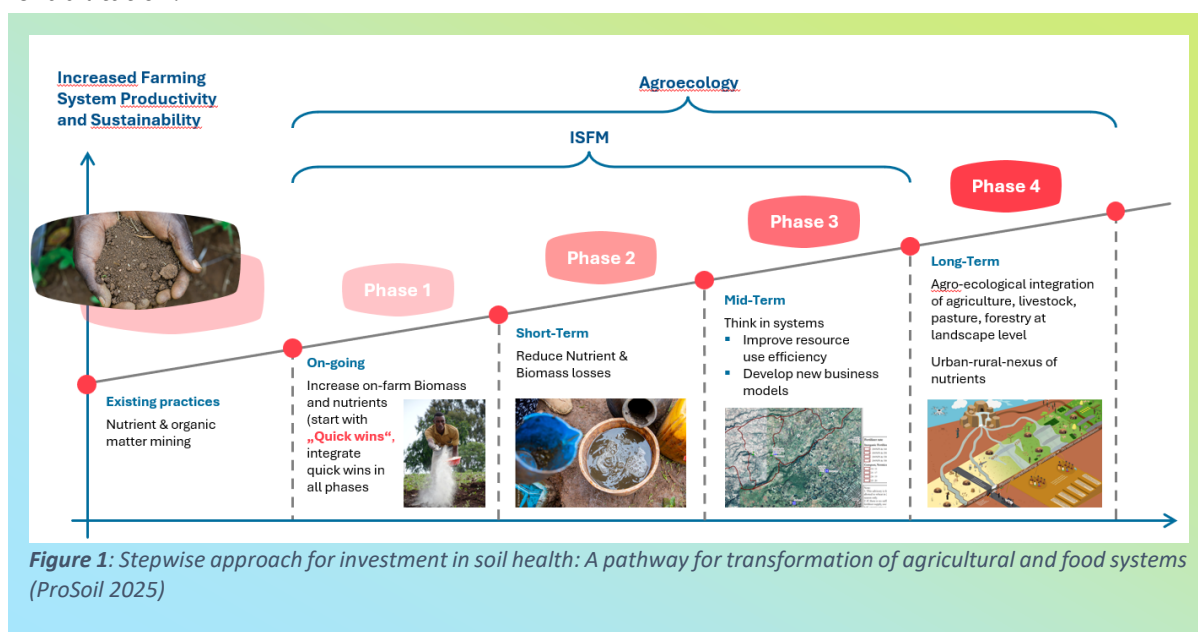 Increased Farming
System Productivity
and Sustainability
Agroecology
ISFM
Phase 4
Phase 3
Phase 2
Phase 1
Existing practices
Nutrient & organic
matter mining
On-going
Increase on-farm Biomass
and nutrients
(start with
„Quick wins“,
integrate
quick wins in
all phases
Short-Term
Reduce Nutrient &
Biomass losses
Mid-Term
Think in systems
▪ Improve resource
use efficiency
▪ Develop new business
models
Long-Term
Agro-ecological integration
of agriculture, livestock,
pasture, forestry at
landscape level
Urban-rural-nexus of
nutrients
Figure 1: Stepwise approach for investment in soil health: A pathway for transformation of agricultural and food systems
(ProSoil 2025)